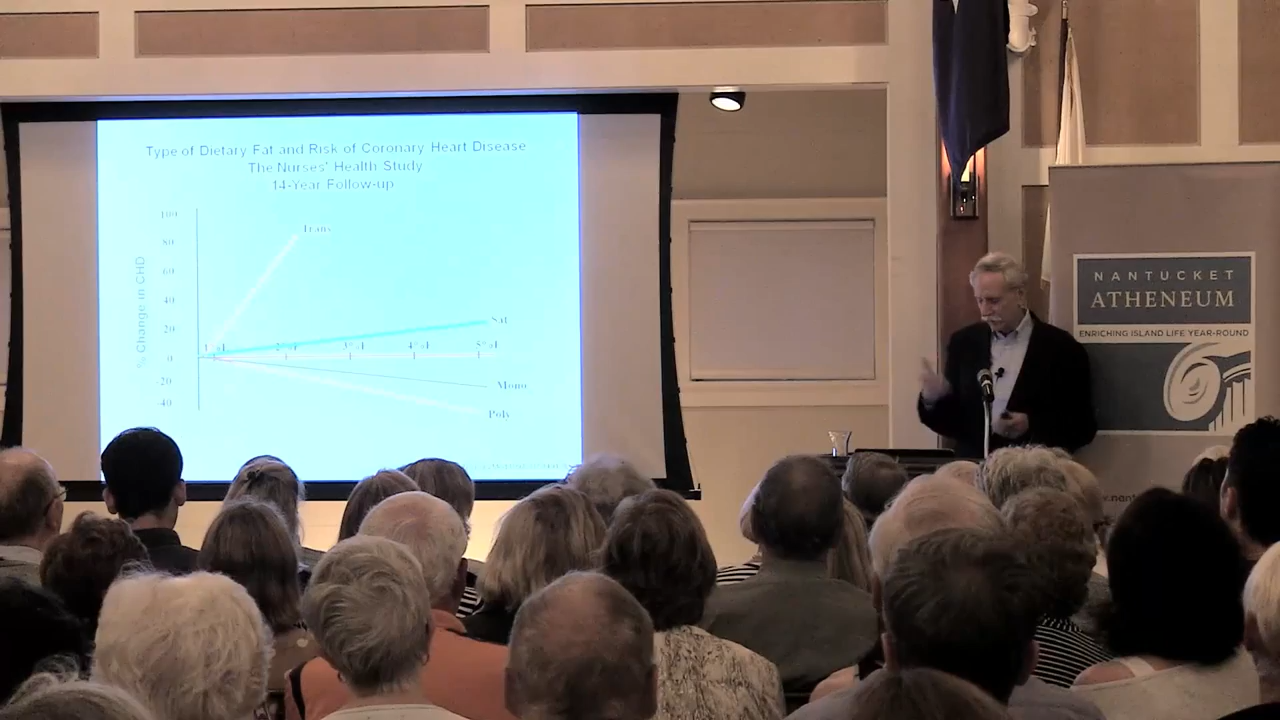 Type of Dietary Fat and Risk of Coronary Heart Disease
The Nurses' Health Study
14-Year Follow-up
100
80
60
40
20
0
-20
-40
% Change in CHD
Trans
Sat
Mono
Poly
NANTUCKET
ATHENEUM
ENRICHING ISLAND LIFE YEAR-ROUND